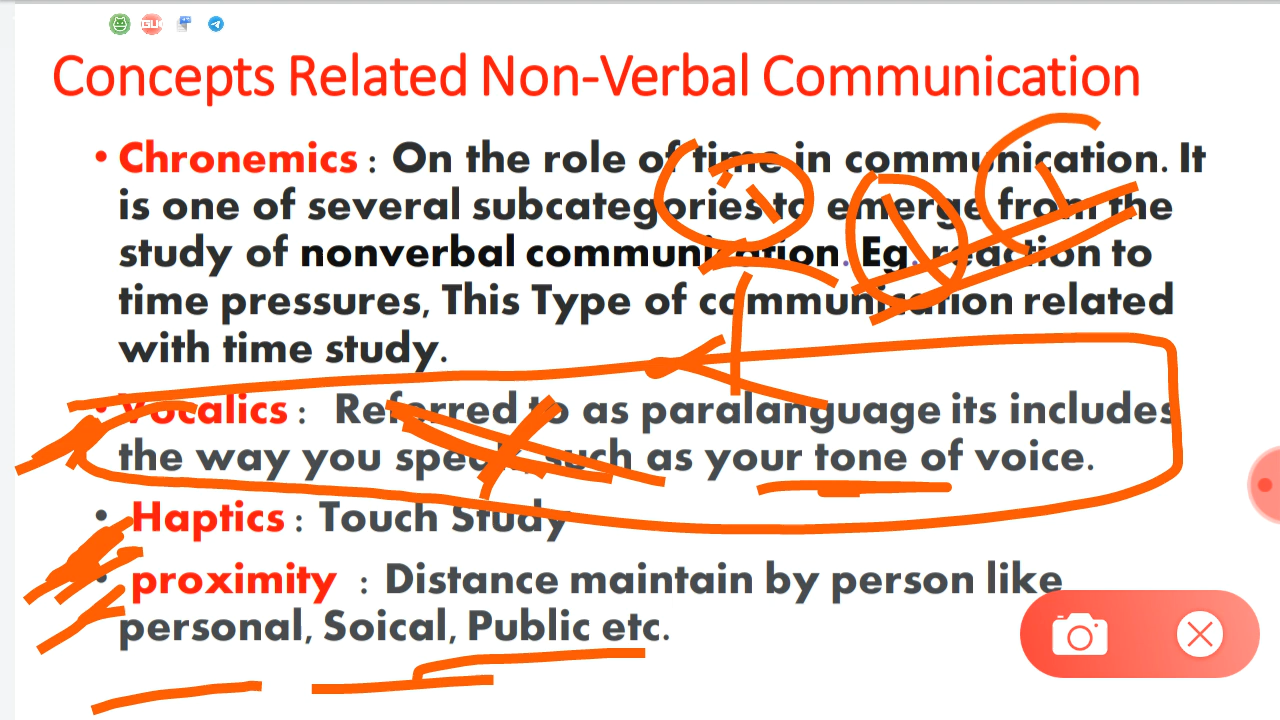 Concepts Related Non-Verbal Communication
• Chronemics : On the role of time in communication. It
is one of several subcategories to emerge from the
study of nonverbal communication. Eg. reaction to
time pressures, This Type of communication related
with time study.
• Vocalics : Referred to as paralanguage its includes
the way you speak, such as your tone of voice.
• Haptics : Touch Study
• proximity : Distance maintain by person like
personal, Soical, Public etc.